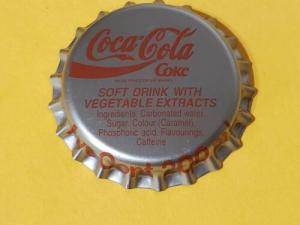 Coca-Cola
Coke
SOFT DRINK WITH
VEGETABLE EXTRACTS
Ingredients: Carbonated water,
Sugar, Colour (Caramel),
Phosphoric acid, Flavourings,
Caffeine